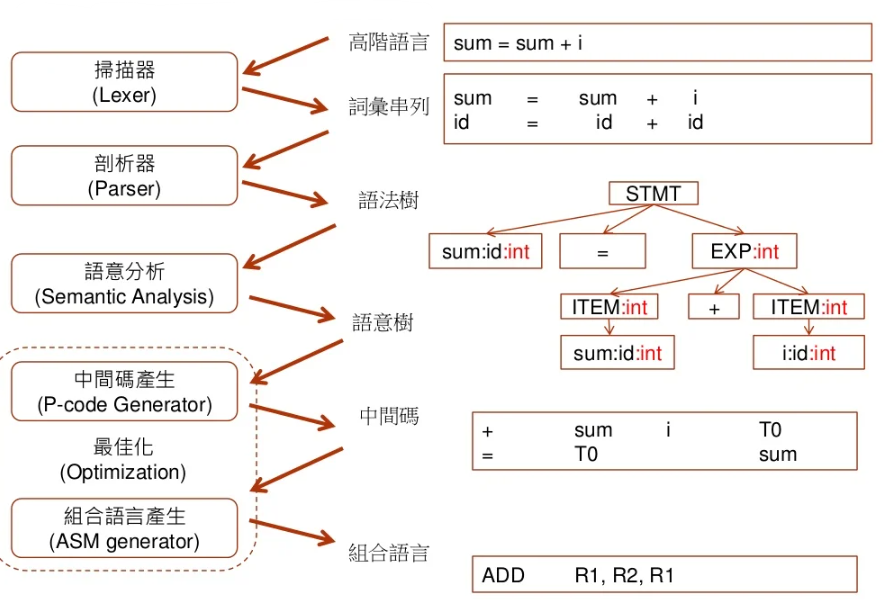 高階語言
sum = sum + i
掃描器
(Lexer)
詞彙串列
sum = sum + i
id = id + id
剖析器
(Parser)
語法樹
STMT
sum:id:int = EXP:int
語意分析
(Semantic Analysis)
語意樹
ITEM:int + ITEM:int
sum:id:int i:id:int
中間碼產生
(P-code Generator)
中間碼
+ sum i T0
= T0 sum
最佳化
(Optimization)
組合語言產生
(ASM generator)
組合語言
ADD R1, R2, R1